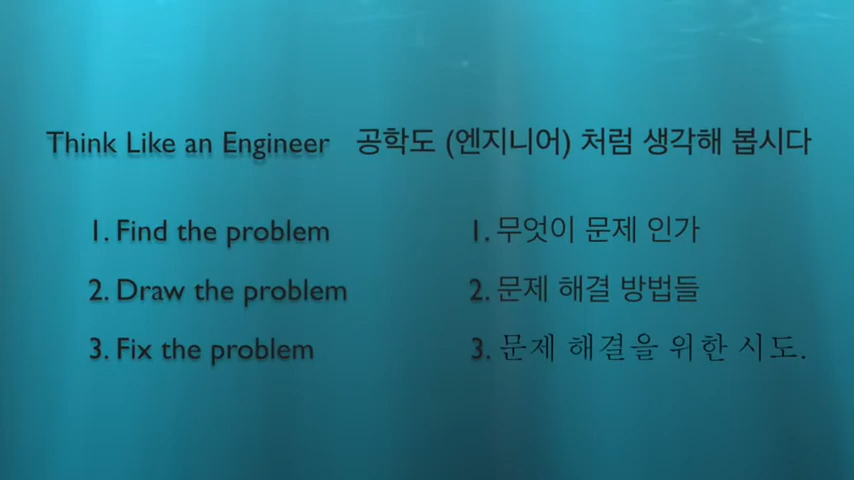 Think Like an Engineer 공학도 (엔지니어) 처럼 생각해 봅시다
1. Find the problem 1. 무엇이 문제 인가
2. Draw the problem 2. 문제 해결 방법들
3. Fix the problem 3. 문제 해결을 위한 시도.